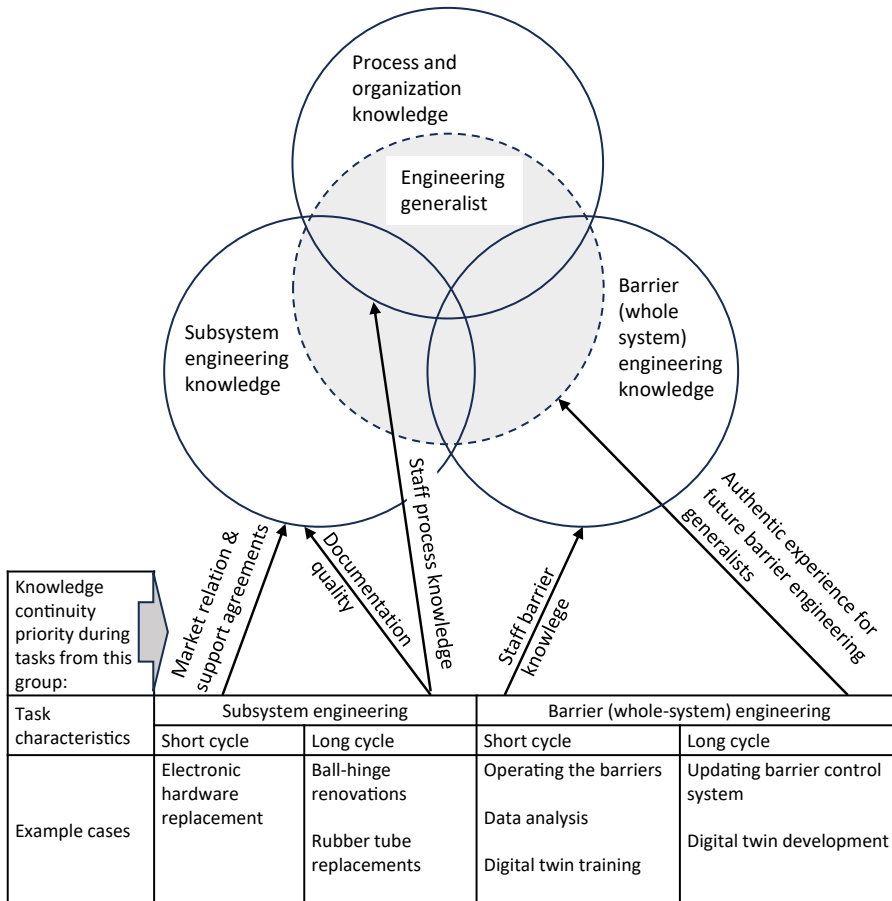 Process and
organization
knowledge
Engineering
generalist
Subsystem
engineering
knowledge
Barrier
(whole
system)
engineering
knowledge
Market relation &
support agreements
Documentation
quality
Staff process knowledge
Staff barrier
knowlege
Authentic experience for
future barrier engineering
generalists
Knowledge
continuity
priority during
tasks from this
group:
Task
characteristics
Subsystem engineering
Barrier (whole-system) engineering
Short cycle
Long cycle
Short cycle
Long cycle
Example cases
Electronic
hardware
replacement
Ball-hinge
renovations
Rubber tube
replacements
Operating the barriers
Data analysis
Digital twin training
Updating barrier control
system
Digital twin development